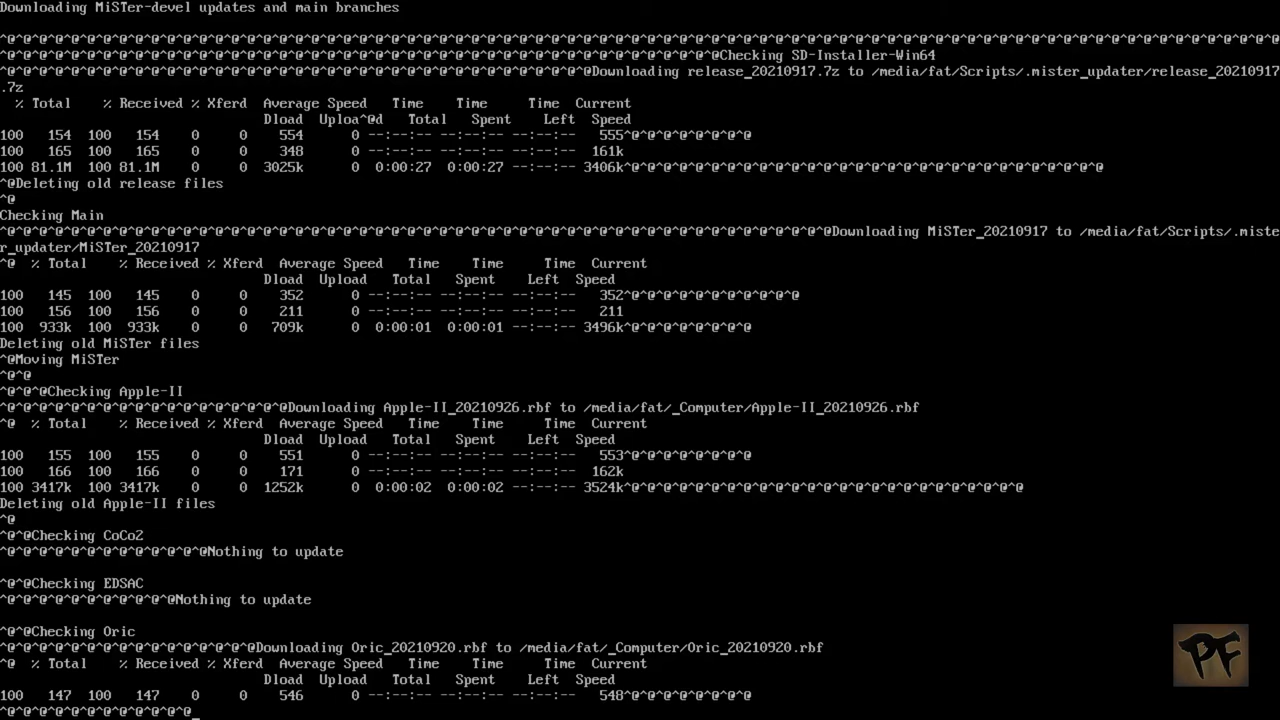 Downloading MiSTer-devel updates and main branches
^@^@^@^@^@^@^@^@^@^@^@^@^@^@^@^@^@^@^@^@^@^@^@^@^@^@^@^@^@^@^@^@^@^@^@^@^@^@^@^@^@^@^@^@^@^@^@^@^@^@^@^@^@^@^@^@^@^@^@^@^@^@^@^@^@^@^@^@^@^@^@^@^@^@^@^@^@^@^@^@
^@^@^@^@^@^@^@^@^@^@^@^@^@^@^@^@^@^@^@^@^@^@^@^@^@^@^@^@^@^@^@^@^@^@^@^@^@^@^@^@^@^@^@^@^@Checking SD-Installer-Win64
^@^@^@^@^@^@^@^@^@^@^@^@^@^@^@^@^@^@^@^@^@^@^@^@^@^@^@^@^@^@^@^@^@^@^@^@^@Downloading release_20210917.7z to /media/fat/Scripts/.mister_updater/release_20210917
.7z
% Total % Received % Xferd Average Speed Time Time Time Current
Dload Uploa^@d Total Spent Left Speed
100 154 100 154 0 0 554 0 --:--:-- --:--:-- --:--:-- 555^@^@^@^@^@^@^@^@
100 165 100 165 0 0 348 0 --:--:-- --:--:-- --:--:-- 161k
100 81.1M 100 81.1M 0 0 3025k 0 0:00:27 0:00:27 --:--:-- 3406k^@^@^@^@^@^@^@^@^@^@^@^@^@^@^@^@^@^@^@^@^@^@^@^@^@^@^@^@^@^@
^@Deleting old release files
^@
Checking Main
^@^@^@^@^@^@^@^@^@^@^@^@^@^@^@^@^@^@^@^@^@^@^@^@^@^@^@^@^@^@^@^@^@^@^@^@^@^@^@^@^@^@^@^@^@^@^@^@^@^@^@^@Downloading MiSTer_20210917 to /media/fat/Scripts/.miste
r_updater/MiSTer_20210917
^@ % Total % Received % Xferd Average Speed Time Time Time Current
Dload Upload Total Spent Left Speed
100 145 100 145 0 0 352 0 --:--:-- --:--:-- --:--:-- 352^@^@^@^@^@^@^@^@^@^@^@
100 156 100 156 0 0 211 0 --:--:-- --:--:-- --:--:-- 211
100 933k 100 933k 0 0 709k 0 0:00:01 0:00:01 --:--:-- 3496k^@^@^@^@^@^@^@^@
Deleting old MiSTer files
^@Moving MiSTer
^@^@
^@^@^@Checking Apple-II
^@^@^@^@^@^@^@^@^@^@^@^@^@^@^@^@^@^@Downloading Apple-II_20210926.rbf to /media/fat/_Computer/Apple-II_20210926.rbf
^@ % Total % Received % Xferd Average Speed Time Time Time Current
Dload Upload Total Spent Left Speed
100 155 100 155 0 0 551 0 --:--:-- --:--:-- --:--:-- 553^@^@^@^@^@^@^@^@
100 166 100 166 0 0 171 0 --:--:-- --:--:-- --:--:-- 162k
100 3417k 100 3417k 0 0 1252k 0 0:00:02 0:00:02 --:--:-- 3524k^@^@^@^@^@^@^@^@^@^@^@^@^@^@^@^@^@^@^@^@^@^@^@^@^@
Deleting old Apple-II files
^@
^@^@Checking CoCo2
^@^@^@^@^@^@^@^@^@^@^@^@^@Nothing to update
^@^@Checking EDSAC
^@^@^@^@^@^@^@^@^@^@^@Nothing to update
^@^@Checking Oric
^@^@^@^@^@^@^@^@^@^@^@^@^@^@^@^@Downloading Oric_20210920.rbf to /media/fat/_Computer/Oric_20210920.rbf
^@ % Total % Received % Xferd Average Speed Time Time Time Current
Dload Upload Total Spent Left Speed
100 147 100 147 0 0 546 0 --:--:-- --:--:-- --:--:-- 548^@^@^@^@^@^@^@^@
^@^@^@^@^@^@^@^@^@^@^@^@_
PF